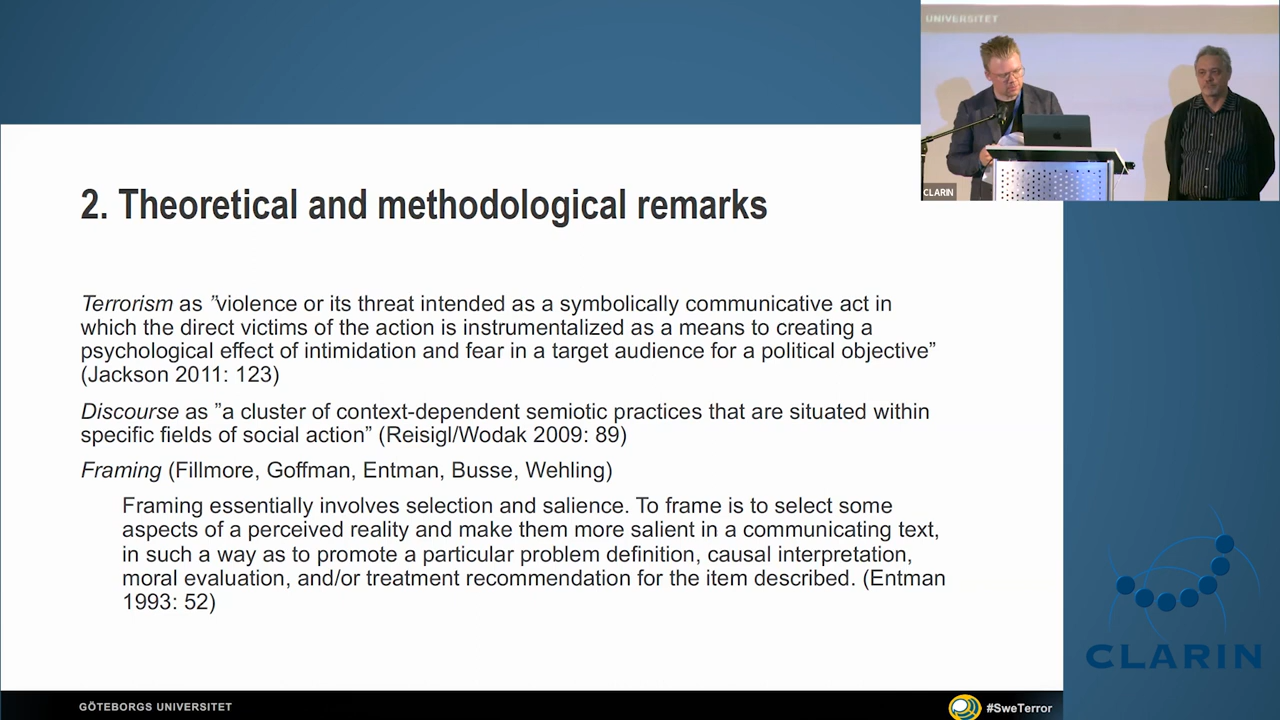 UNIVERSITET
CLARIN
2. Theoretical and methodological remarks
Terrorism as ”violence or its threat intended as a symbolically communicative act in
which the direct victims of the action is instrumentalized as a means to creating a
psychological effect of intimidation and fear in a target audience for a political objective”
(Jackson 2011: 123)
Discourse as ”a cluster of context-dependent semiotic practices that are situated within
specific fields of social action” (Reisigl/Wodak 2009: 89)
Framing (Fillmore, Goffman, Entman, Busse, Wehling)
Framing essentially involves selection and salience. To frame is to select some
aspects of a perceived reality and make them more salient in a communicating text,
in such a way as to promote a particular problem definition, causal interpretation,
moral evaluation, and/or treatment recommendation for the item described. (Entman
1993: 52)
CLARIN
GÖTEBORGS UNIVERSITET
#SweTerror